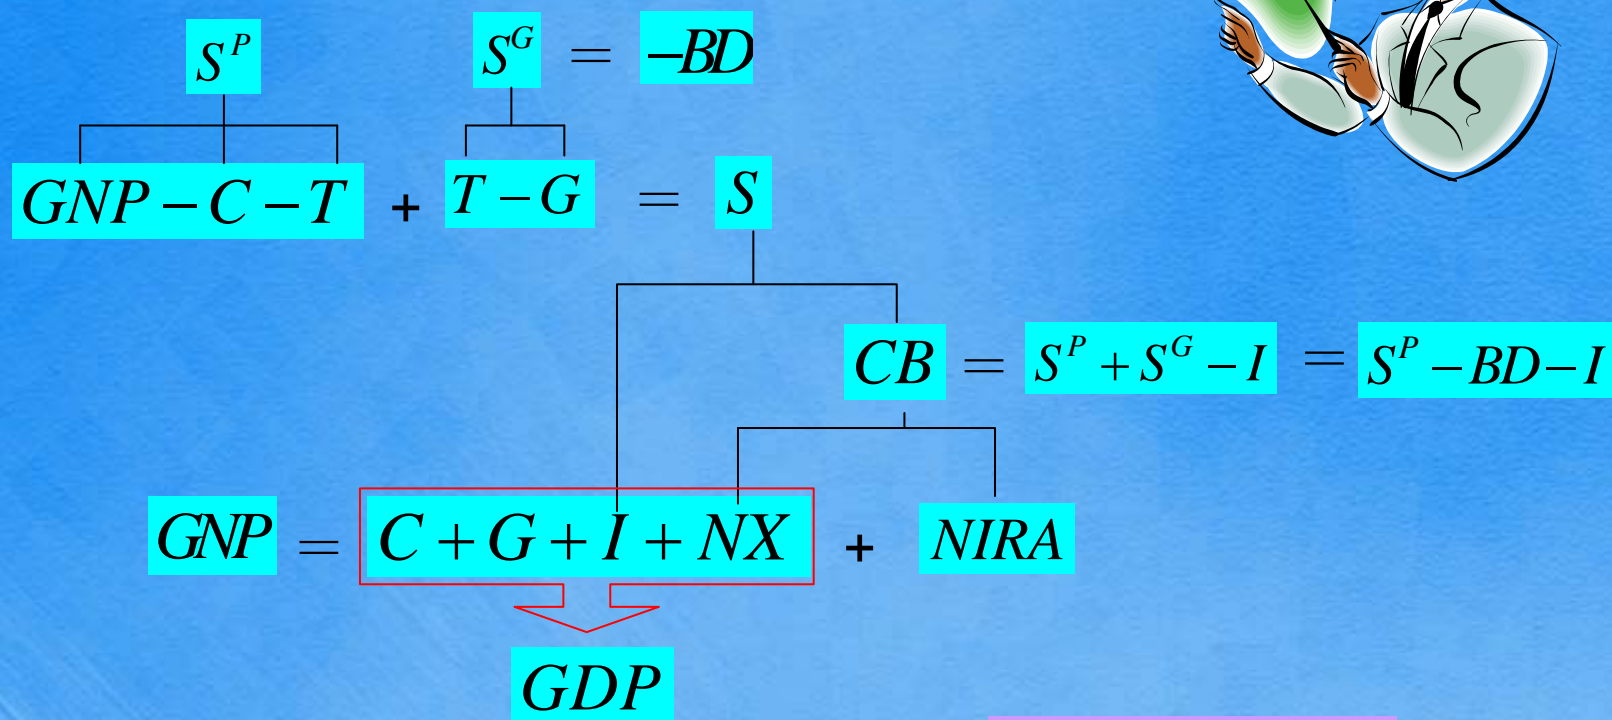 S^P S^G = −BD
GNP − C − T + T − G = S
CB = S^P + S^G − I = S^P − BD − I
GNP = C + G + I + NX + NIRA
GDP